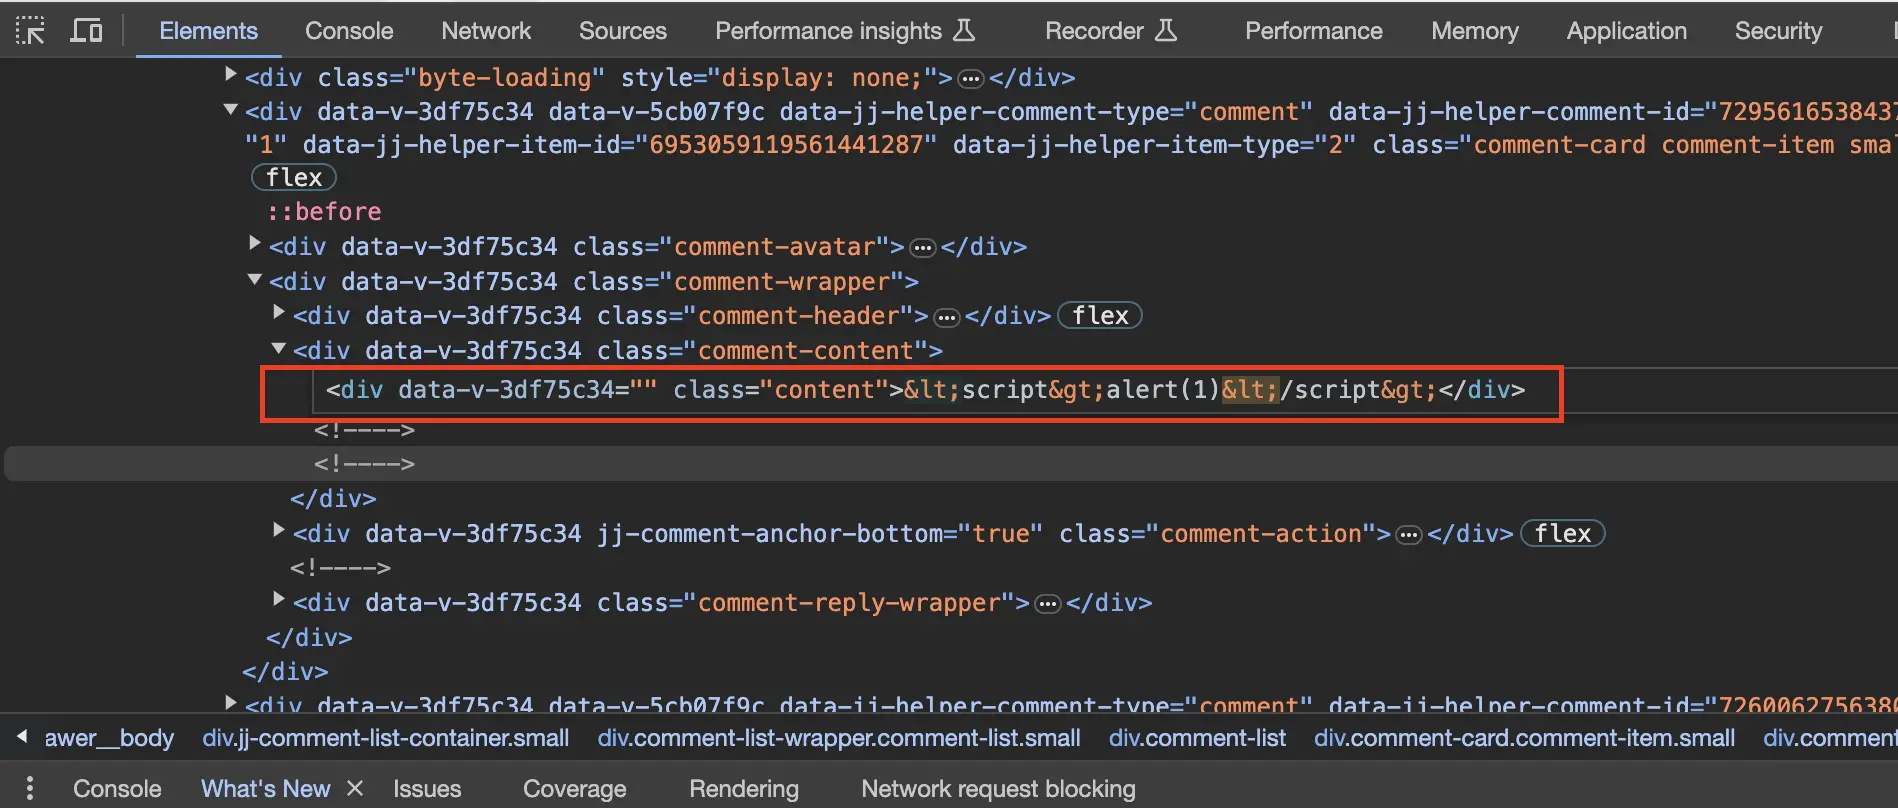 Elements Console Network Sources Performance insights Recorder Performance Memory Application Security
<div class="byte-loading" style="display: none;">…</div>
<div data-v-3df75c34 data-v-5cb07f9c data-jj-helper-comment-type="comment" data-jj-helper-comment-id="7295616538437
"1" data-jj-helper-item-id="6953059119561441287" data-jj-helper-item-type="2" class="comment-card comment-item sma
flex
::before
<div data-v-3df75c34 class="comment-avatar">…</div>
<div data-v-3df75c34 class="comment-wrapper">
<div data-v-3df75c34 class="comment-header">…</div> flex
<div data-v-3df75c34 class="comment-content">
<div data-v-3df75c34="" class="content">&lt;script&gt;alert(1)&lt;/script&gt;</div>
<!---->
<!---->
</div>
<div data-v-3df75c34 jj-comment-anchor-bottom="true" class="comment-action">…</div> flex
<!---->
<div data-v-3df75c34 class="comment-reply-wrapper">…</div>
</div>
</div>
<div data-v-3df75c34 data-v-5cb07f9c data-jj-helper-comment-type="comment" data-jj-helper-comment-id="7260062756380
awer__body div.jj-comment-list-container.small div.comment-list-wrapper.comment-list.small div.comment-list div.comment-card.comment-item.small div.comment
Console What's New × Issues Coverage Rendering Network request blocking